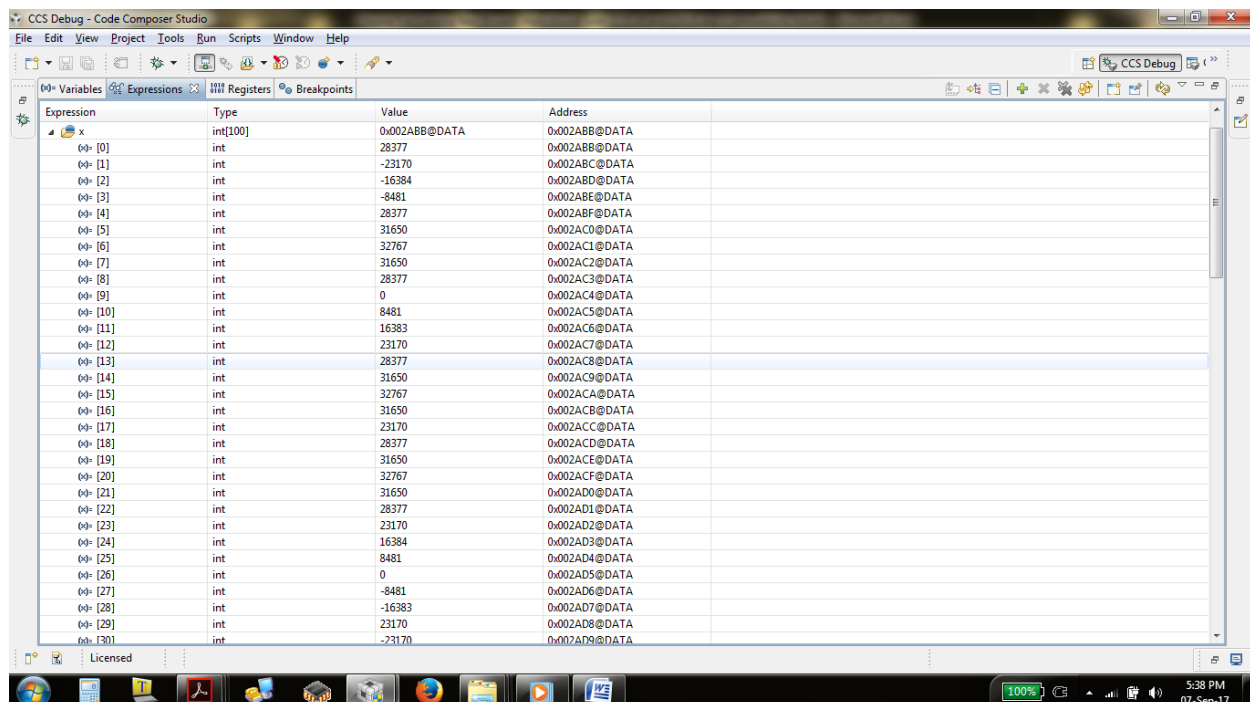 CCS Debug - Code Composer Studio
File Edit View Project Tools Run Scripts Window Help
CCS Debug
(x)= Variables Expressions Registers Breakpoints
Expression Type Value Address
x int[100] 0x002ABB@DATA 0x002ABB@DATA
(x)= [0] int 28377 0x002ABB@DATA
(x)= [1] int -23170 0x002ABC@DATA
(x)= [2] int -16384 0x002ABD@DATA
(x)= [3] int -8481 0x002ABE@DATA
(x)= [4] int 28377 0x002ABF@DATA
(x)= [5] int 31650 0x002AC0@DATA
(x)= [6] int 32767 0x002AC1@DATA
(x)= [7] int 31650 0x002AC2@DATA
(x)= [8] int 28377 0x002AC3@DATA
(x)= [9] int 0 0x002AC4@DATA
(x)= [10] int 8481 0x002AC5@DATA
(x)= [11] int 16383 0x002AC6@DATA
(x)= [12] int 23170 0x002AC7@DATA
(x)= [13] int 28377 0x002AC8@DATA
(x)= [14] int 31650 0x002AC9@DATA
(x)= [15] int 32767 0x002ACA@DATA
(x)= [16] int 31650 0x002ACB@DATA
(x)= [17] int 23170 0x002ACC@DATA
(x)= [18] int 28377 0x002ACD@DATA
(x)= [19] int 31650 0x002ACE@DATA
(x)= [20] int 32767 0x002ACF@DATA
(x)= [21] int 31650 0x002AD0@DATA
(x)= [22] int 28377 0x002AD1@DATA
(x)= [23] int 23170 0x002AD2@DATA
(x)= [24] int 16384 0x002AD3@DATA
(x)= [25] int 8481 0x002AD4@DATA
(x)= [26] int 0 0x002AD5@DATA
(x)= [27] int -8481 0x002AD6@DATA
(x)= [28] int -16383 0x002AD7@DATA
(x)= [29] int 23170 0x002AD8@DATA
(x)= [30] int -23170 0x002AD9@DATA
Licensed
100% 5:38 PM
07-Sep-17